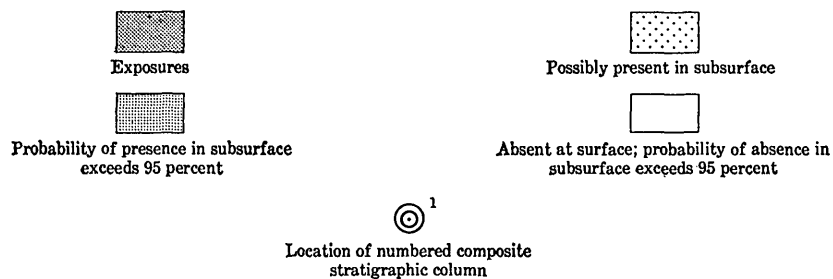 Exposures
Possibly present in subsurface
Probability of presence in subsurface
exceeds 95 percent
Absent at surface; probability of absence in
subsurface exceeds 95 percent
1
Location of numbered composite
stratigraphic column